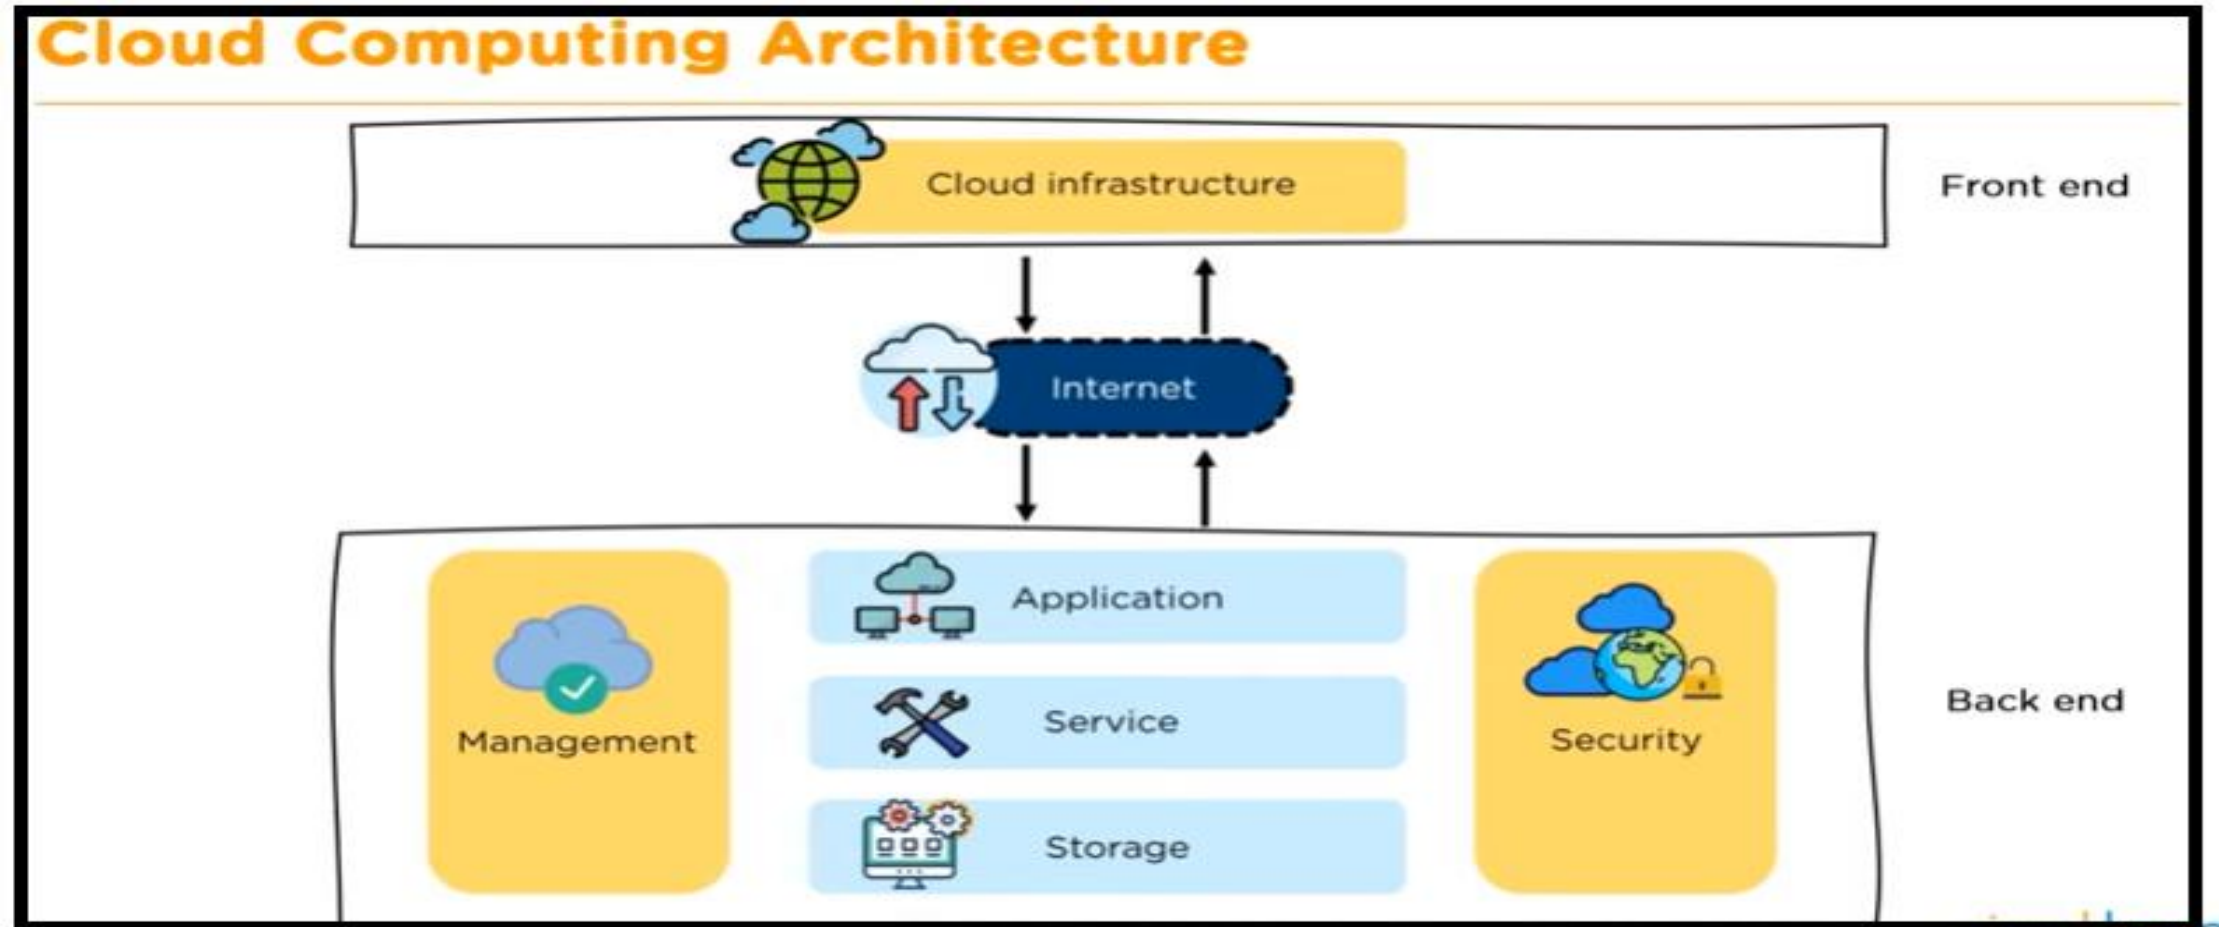 Cloud Computing Architecture
Cloud infrastructure
Front end
Internet
Application
Management
Service
Security
Back end
Storage